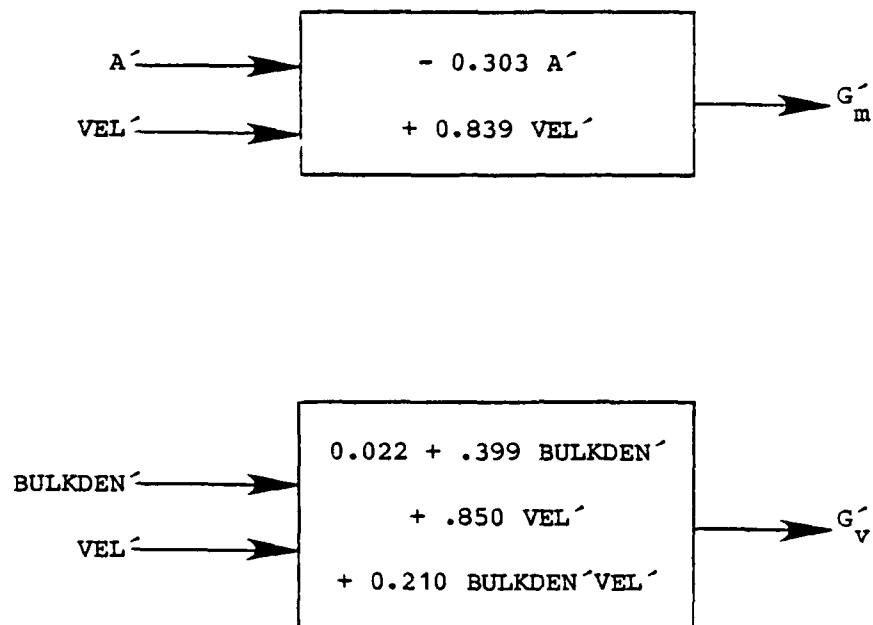 A´
- 0.303 A´
VEL´
+ 0.839 VEL´
G´m
BULKDEN´
0.022 + .399 BULKDEN´
+ .850 VEL´
VEL´
+ 0.210 BULKDEN´VEL´
G´v